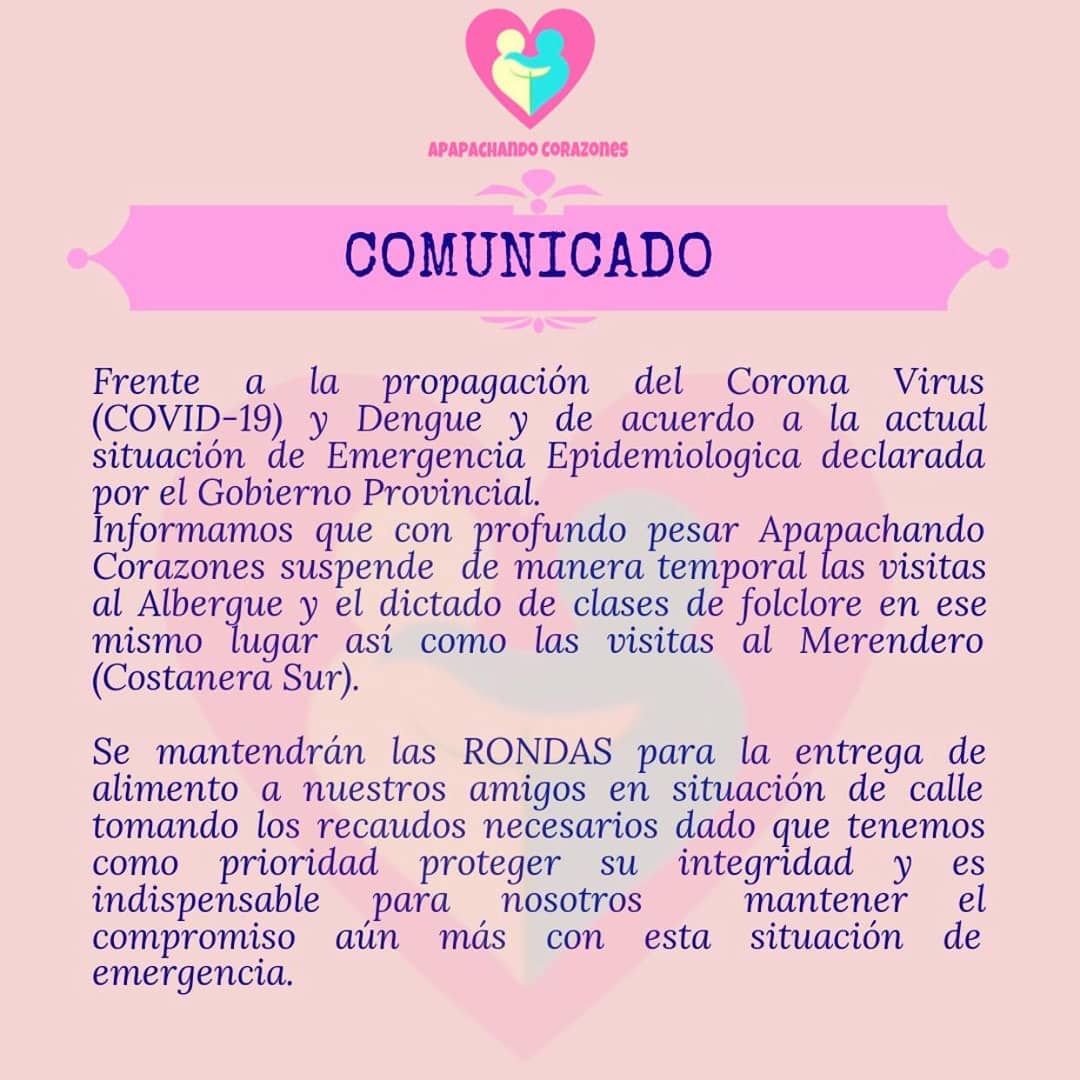 APAPACHANDO CORAZONES
COMUNICADO
Frente a la propagación del Corona Virus
(COVID-19) y Dengue y de acuerdo a la actual
situación de Emergencia Epidemiologica declarada
por el Gobierno Provincial.
Informamos que con profundo pesar Apapachando
Corazones suspende de manera temporal las visitas
al Albergue y el dictado de clases de folclore en ese
mismo lugar así como las visitas al Merendero
(Costanera Sur).
Se mantendrán las RONDAS para la entrega de
alimento a nuestros amigos en situación de calle
tomando los recaudos necesarios dado que tenemos
como prioridad proteger su integridad y es
indispensable para nosotros mantener el
compromiso aún más con esta situación de
emergencia.